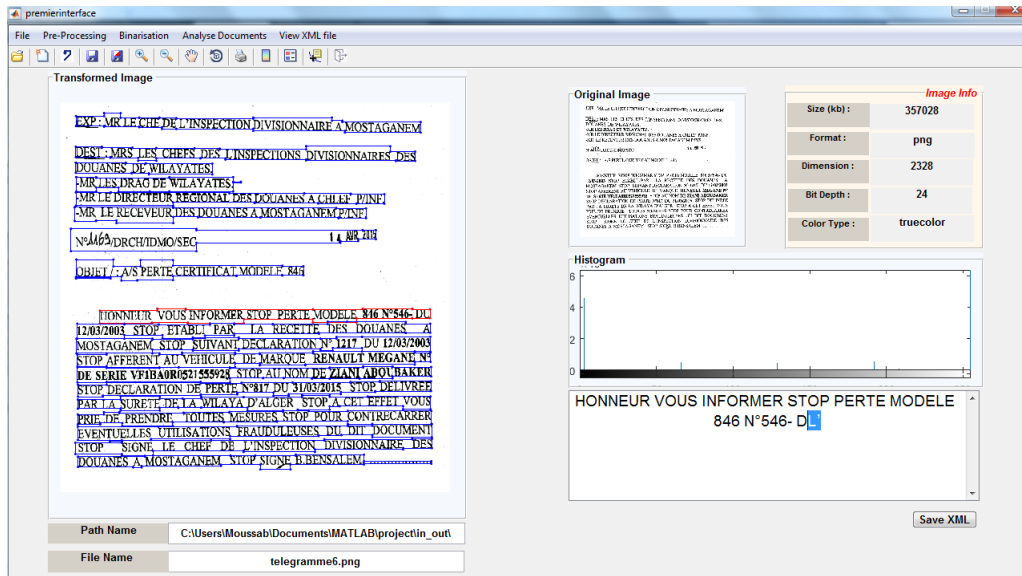 premierinterface
File Pre-Processing Binarisation Analyse Documents View XML file
Transformed Image
EXP : MR LE CHEF DE L'INSPECTION DIVISIONNAIRE A MOSTAGANEM
DEST : MRS LES CHEFS DES L'INSPECTIONS DIVISIONNAIRES DES
DOUANES DE WILAYATES,
-MR LES DRAG DE WILAYATES
-MR LE DIRECTEUR REGIONAL DES DOUANES A CHLEF P/INF
-MR LE RECEVEUR DES DOUANES A MOSTAGANEM P/INF
N° 1169/DRCH/IDMO/SEC 14 AVR 2015
OBJET / : A/S PERTE CERTIFICAT MODELE 846
HONNEUR VOUS INFORMER STOP PERTE MODELE 846 N°546- DU
12/03/2003 STOP ETABLI PAR LA RECETTE DES DOUANES A
MOSTAGANEM STOP SUIVANT DECLARATION N° 1217 DU 12/03/2003
STOP AFFERENT AU VEHICULE DE MARQUE RENAULT MEGANE N°
DE SERIE VF1BA0R0521555928 STOP AU NOM DE ZIANI ABOUBAKER
STOP DECLARATION DE PERTE N°817 DU 31/03/2015 STOP DELIVREE
PAR LA SURETE DE LA WILAYA D'ALGER STOP A CET EFFET VOUS
PRIE DE PRENDRE TOUTES MESURES STOP POUR CONTRECARRER
EVENTUELLES UTILISATIONS FRAUDULEUSES DU DIT DOCUMENT
STOP SIGNE LE CHEF DE L'INSPECTION DIVISIONNAIRE DES
DOUANES A MOSTAGANEM STOP SIGNE B.BENSALEM
Path Name C:\Users\Moussab\Documents\MATLAB\project\in_out\
File Name telegramme6.png
Original Image
Image Info
Size (kb) : 357028
Format : png
Dimension : 2328
Bit Depth : 24
Color Type : truecolor
Histogram
6
4
2
0
HONNEUR VOUS INFORMER STOP PERTE MODELE
846 N°546- DL'
Save XML